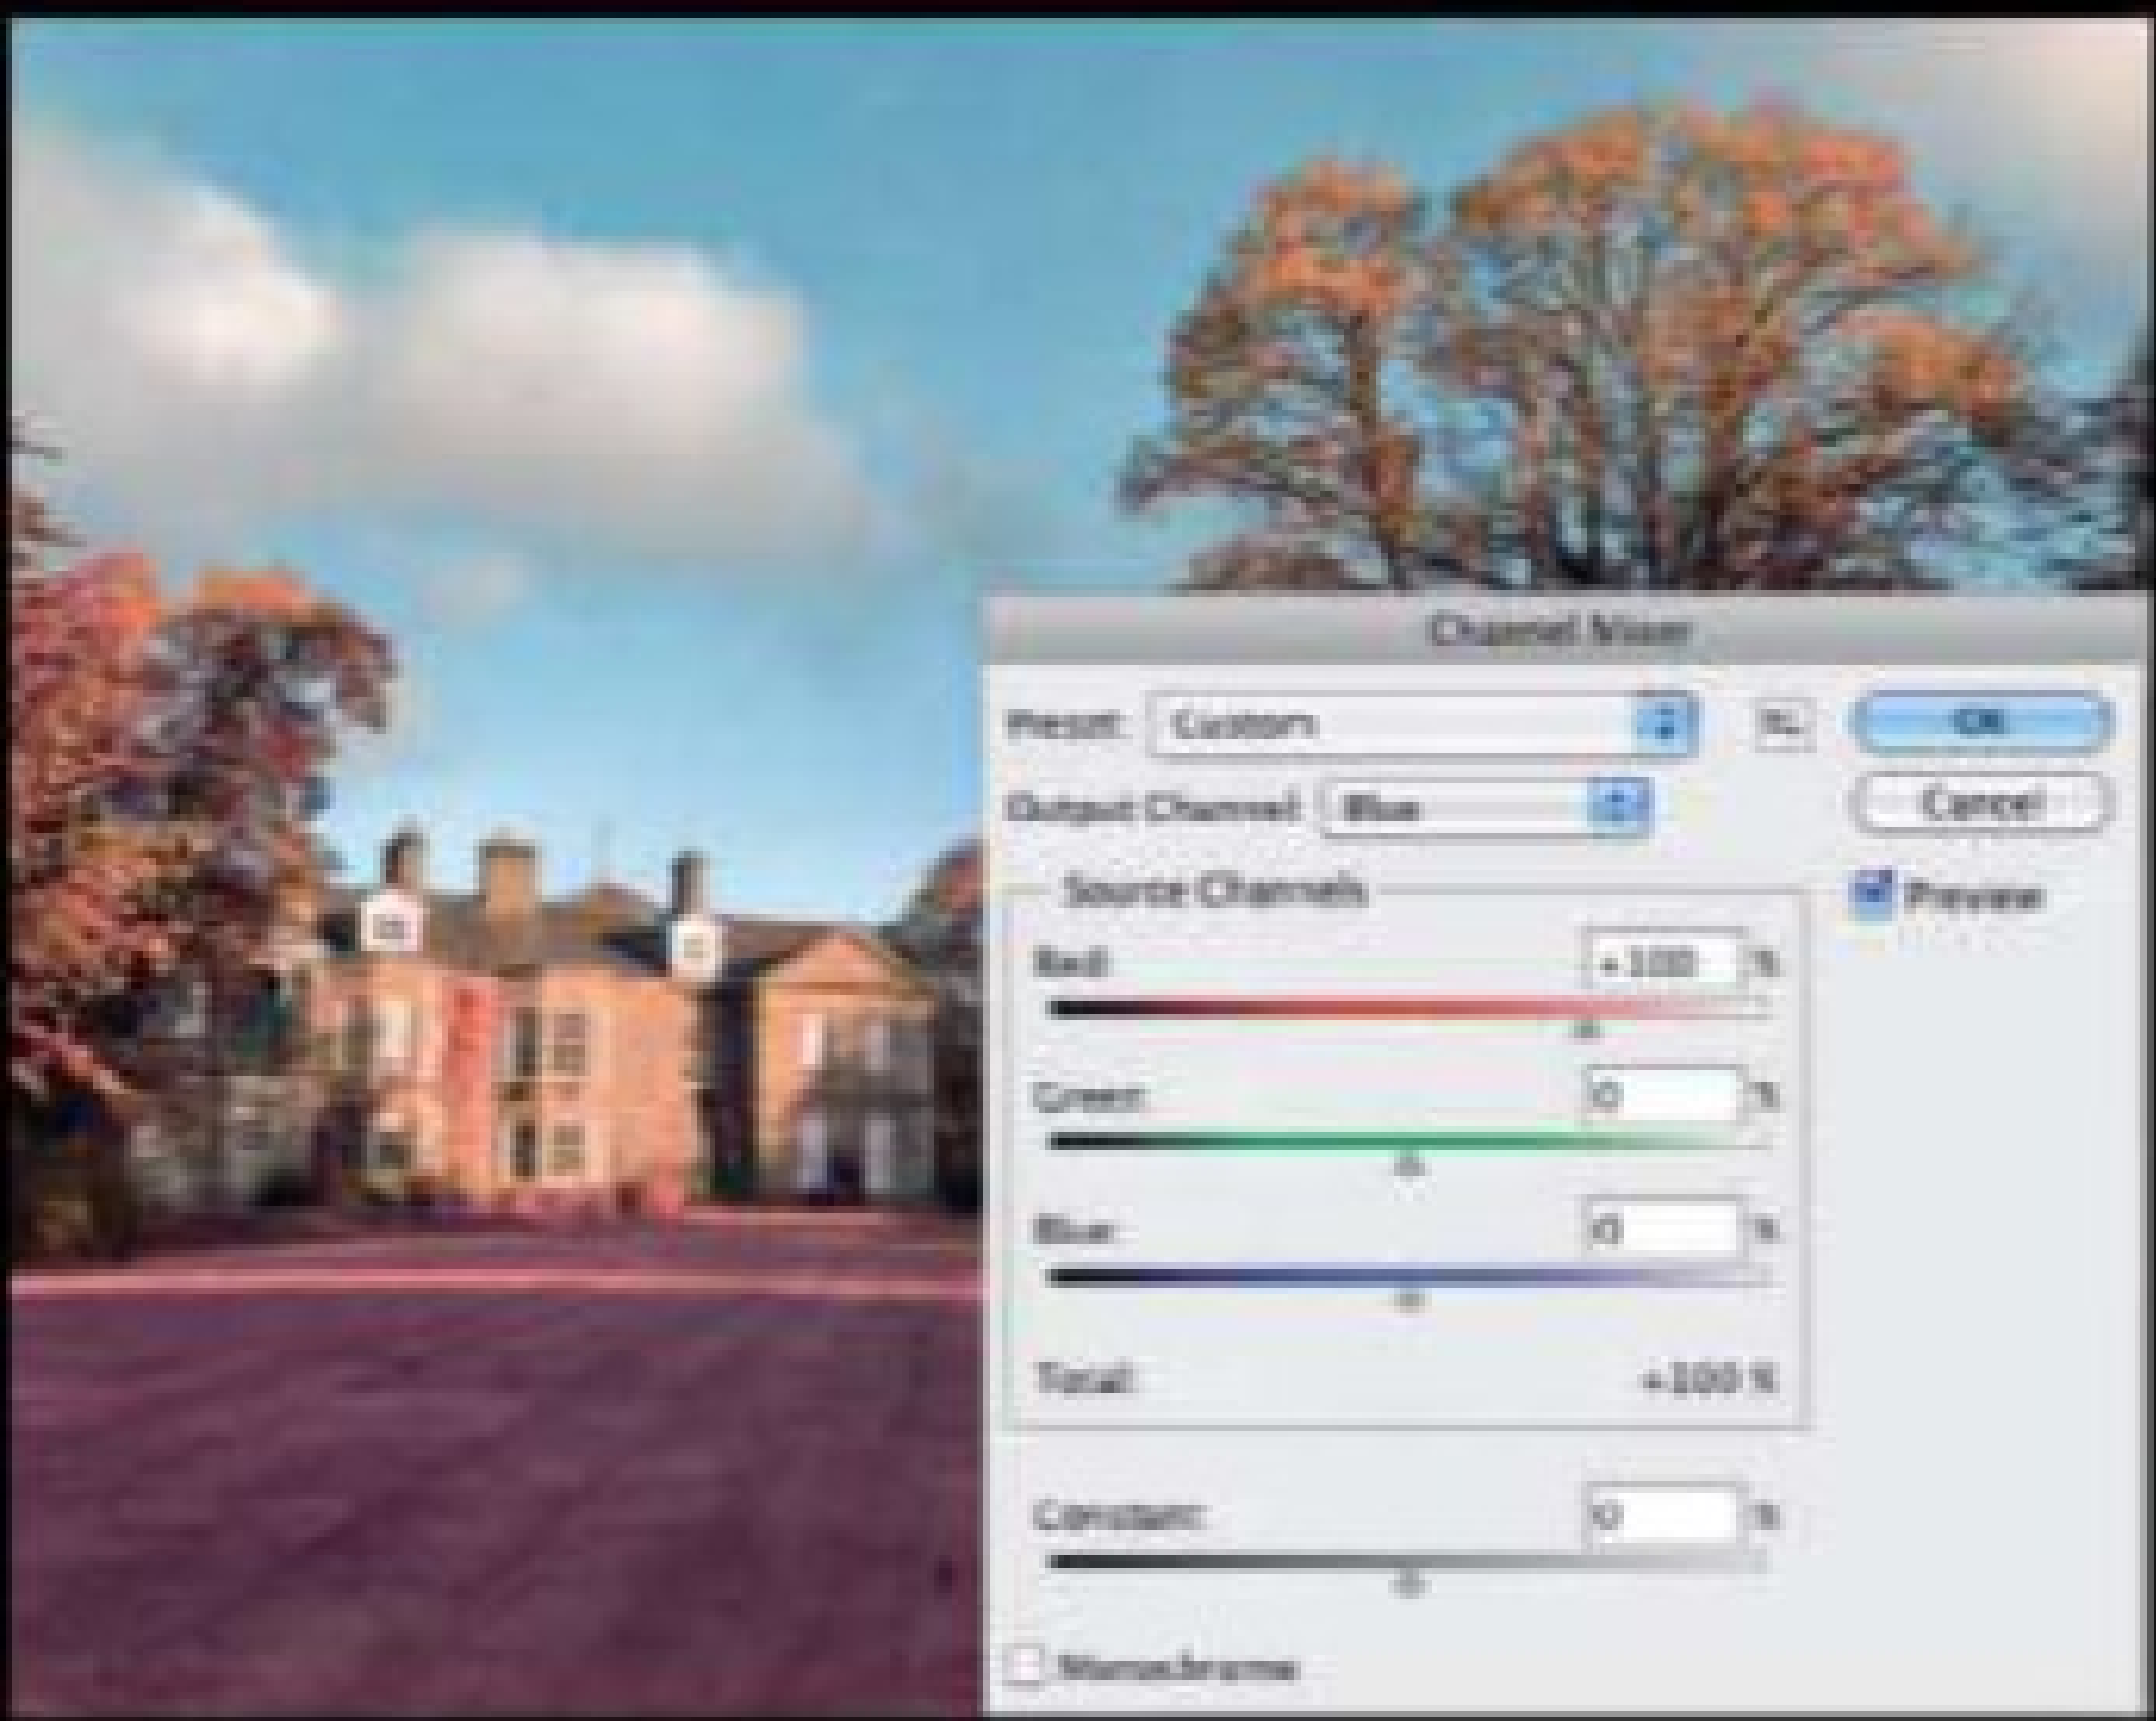 Channel Mixer
Preset: Custom
OK
Output Channel: Blue
Cancel
Source Channels
Preview
Red: +100 %
Green: 0 %
Blue: 0 %
Total: +100 %
Constant: 0 %
Monochrome